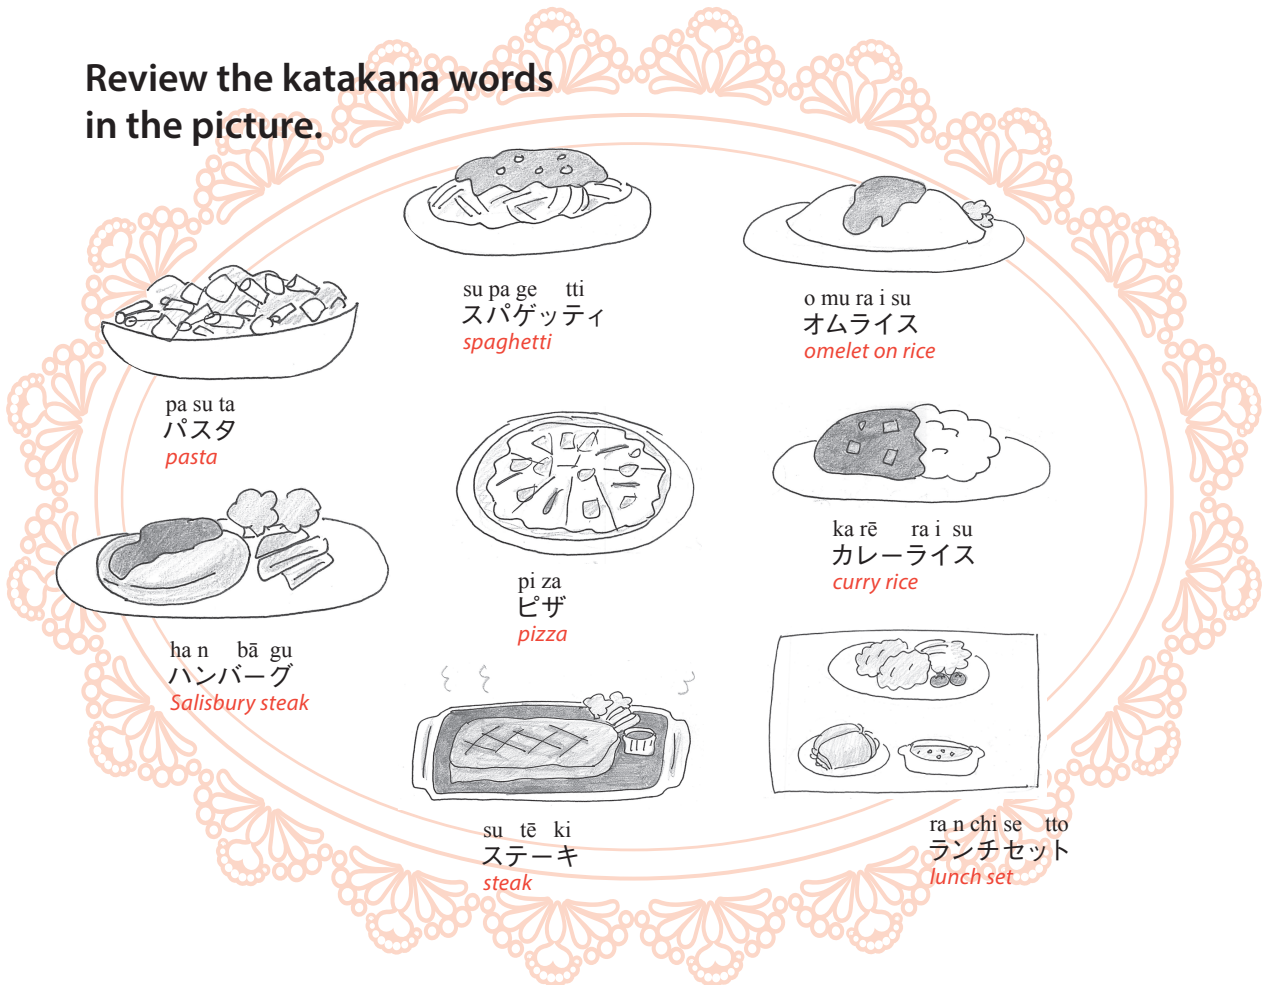 Review the katakana words
in the picture.
su pa ge tti
スパゲッティ
spaghetti
o mu ra i su
オムライス
omelet on rice
pa su ta
パスタ
pasta
ka rē ra i su
カレーライス
curry rice
pi za
ピザ
pizza
ha n bā gu
ハンバーグ
Salisbury steak
su tē ki
ステーキ
steak
ra n chi se tto
ランチセット
lunch set